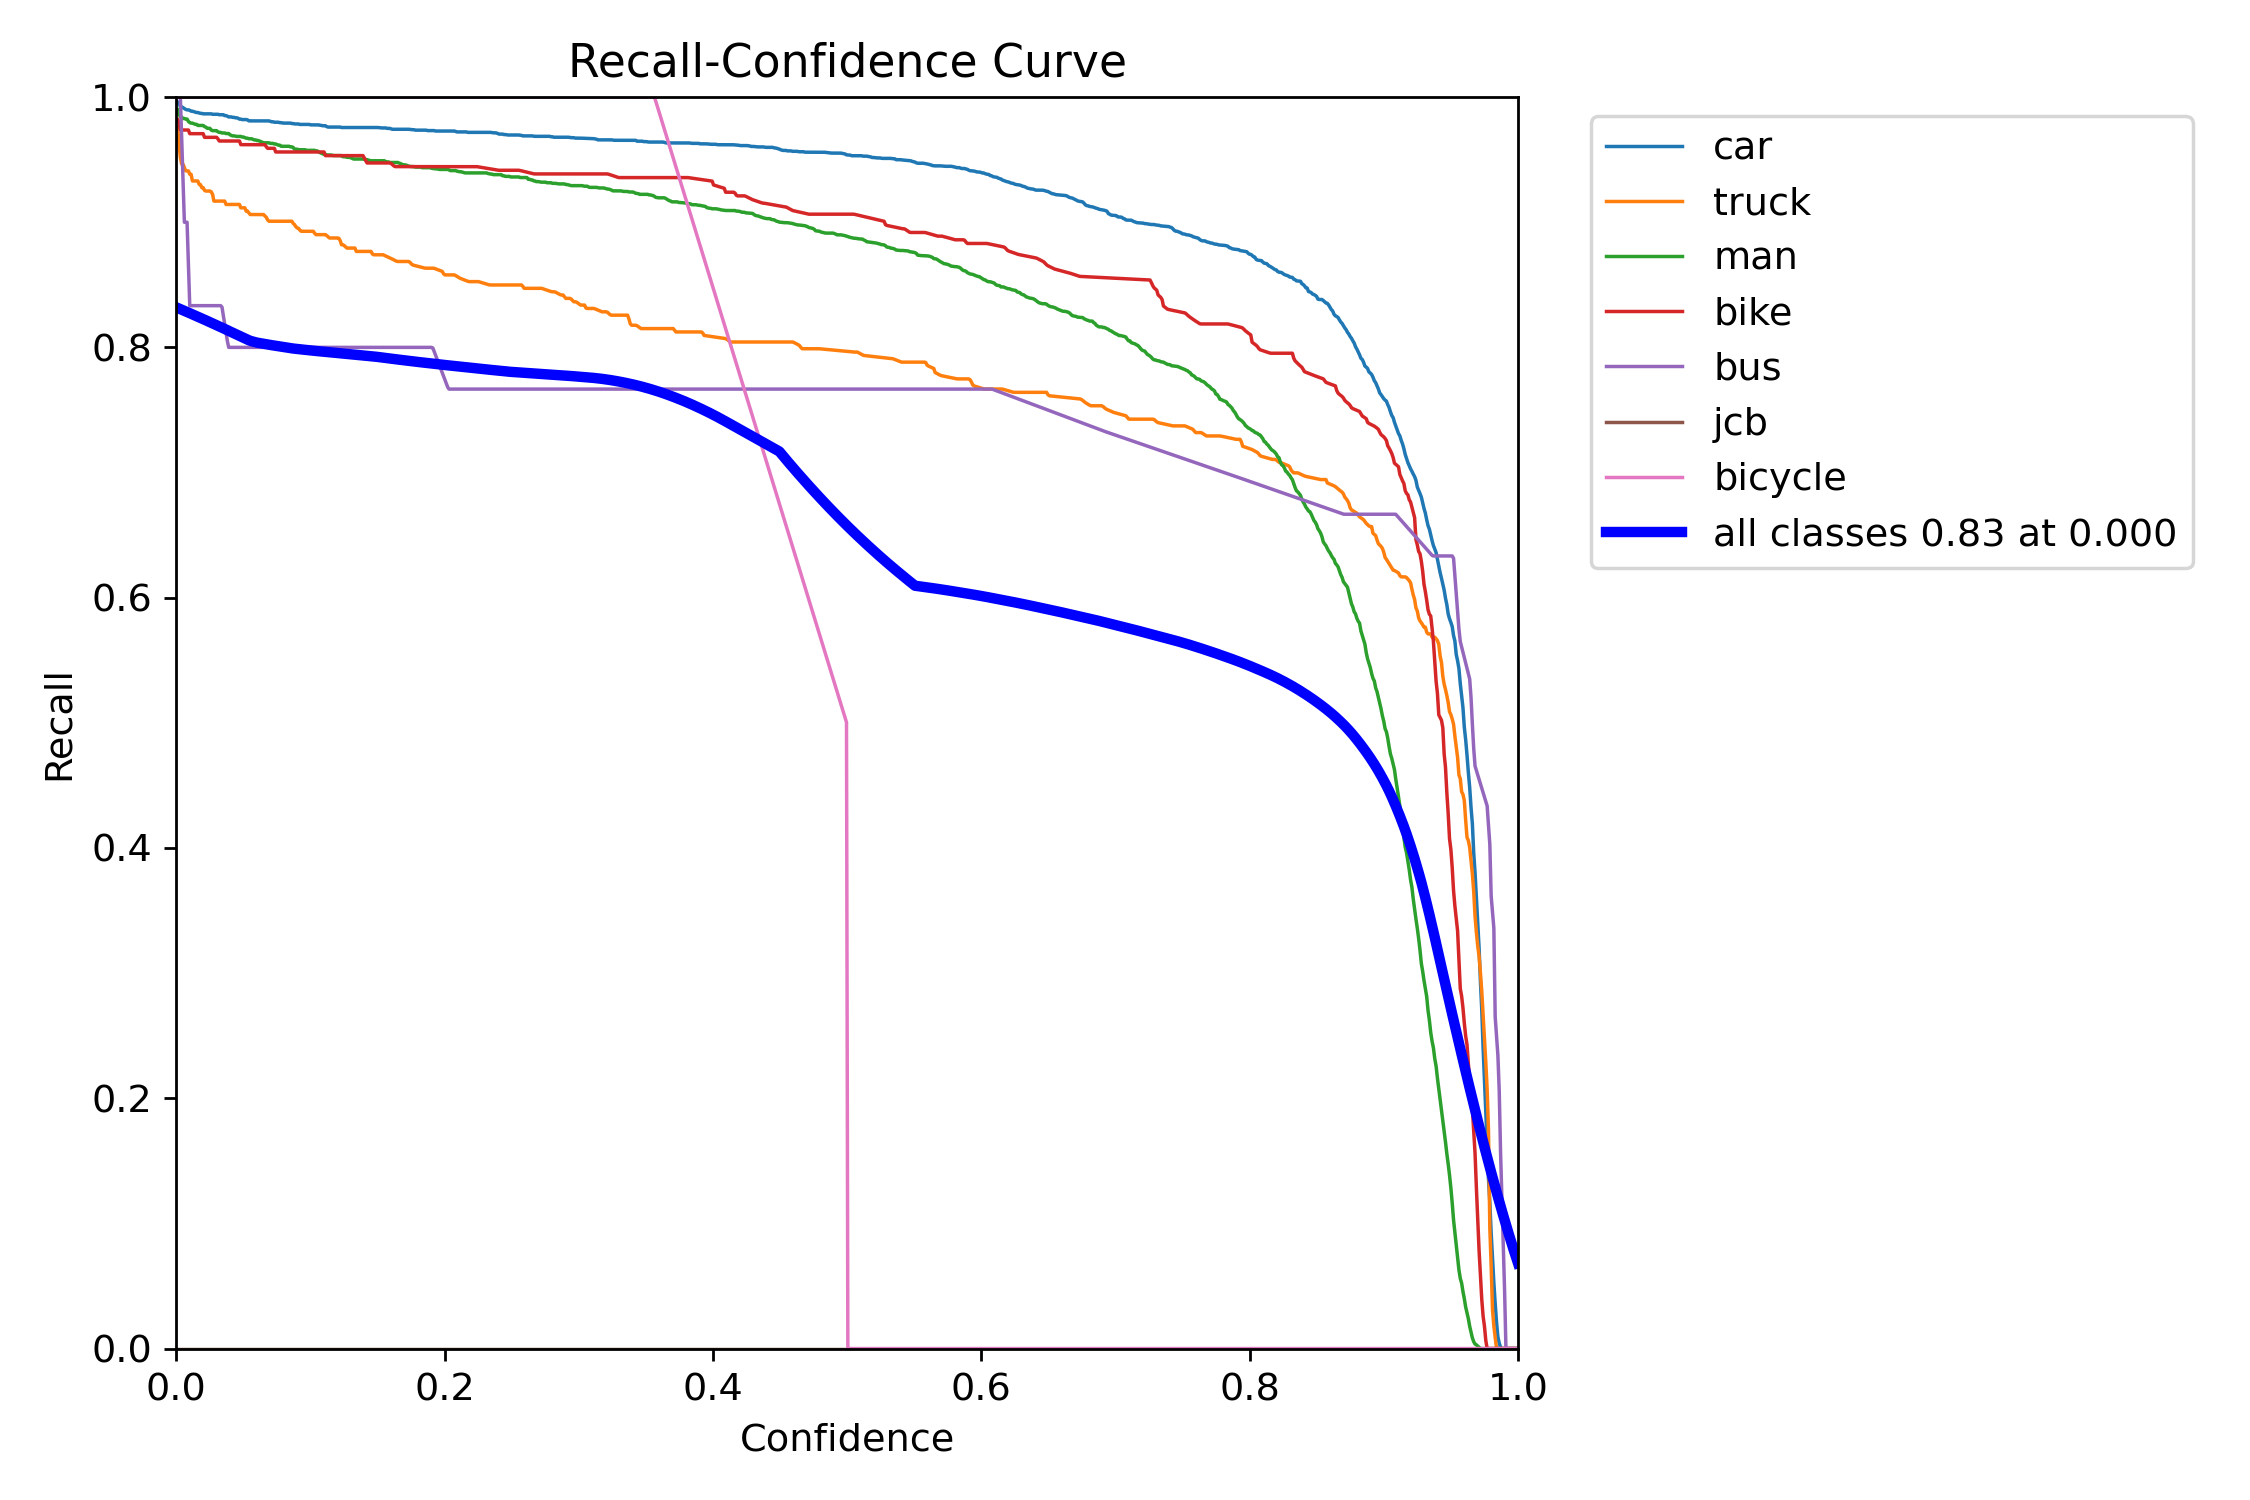 Recall-Confidence Curve
1.0
0.8
0.6
0.4
0.2
0.0
Recall
0.0 0.2 0.4 0.6 0.8 1.0
Confidence
car
truck
man
bike
bus
jcb
bicycle
all classes 0.83 at 0.000